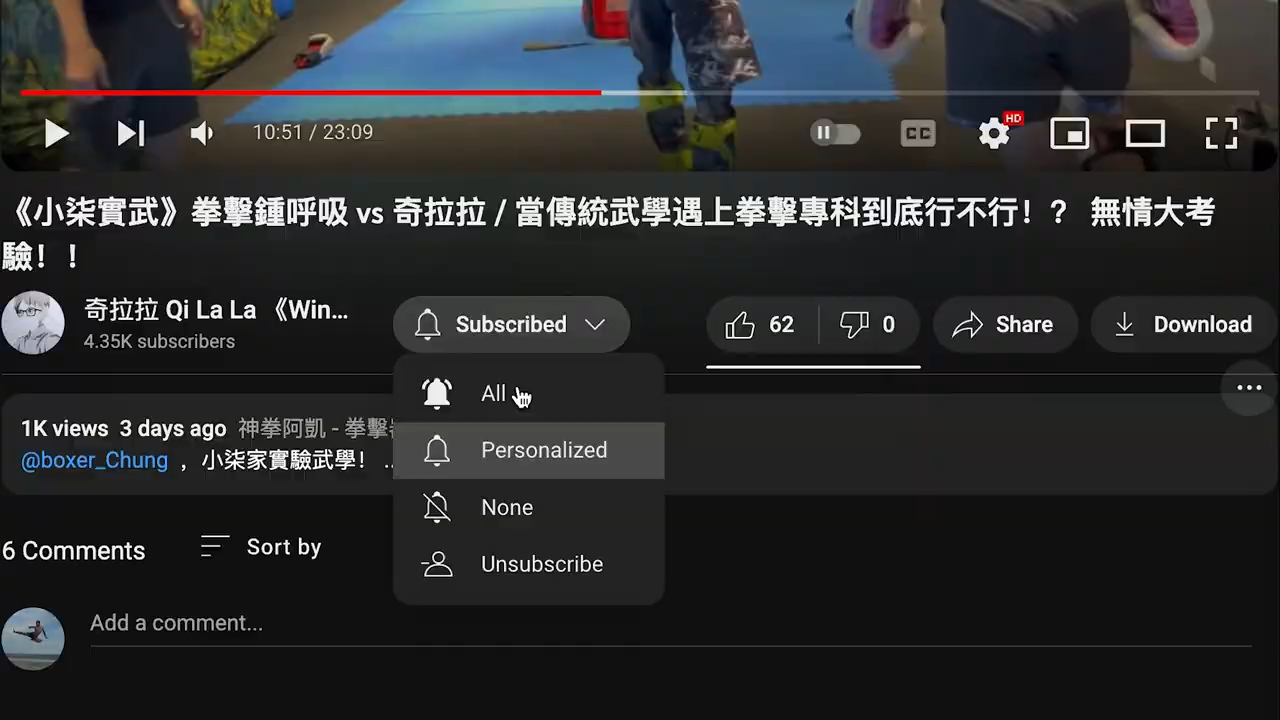 HD
10:51 / 23:09
CC
《小柒實武》拳擊鍾呼吸 vs 奇拉拉 / 當傳統武學遇上拳擊專科到底行不行！？ 無情大考
驗！！
奇拉拉 Qi La La 《Win...
4.35K subscribers
Subscribed
62
0
Share
Download
All
Personalized
None
Unsubscribe
1K views 3 days ago 神拳阿凱 - 拳擊
@boxer_Chung ，小柒家實驗武學！ ..
6 Comments
Sort by
Add a comment...